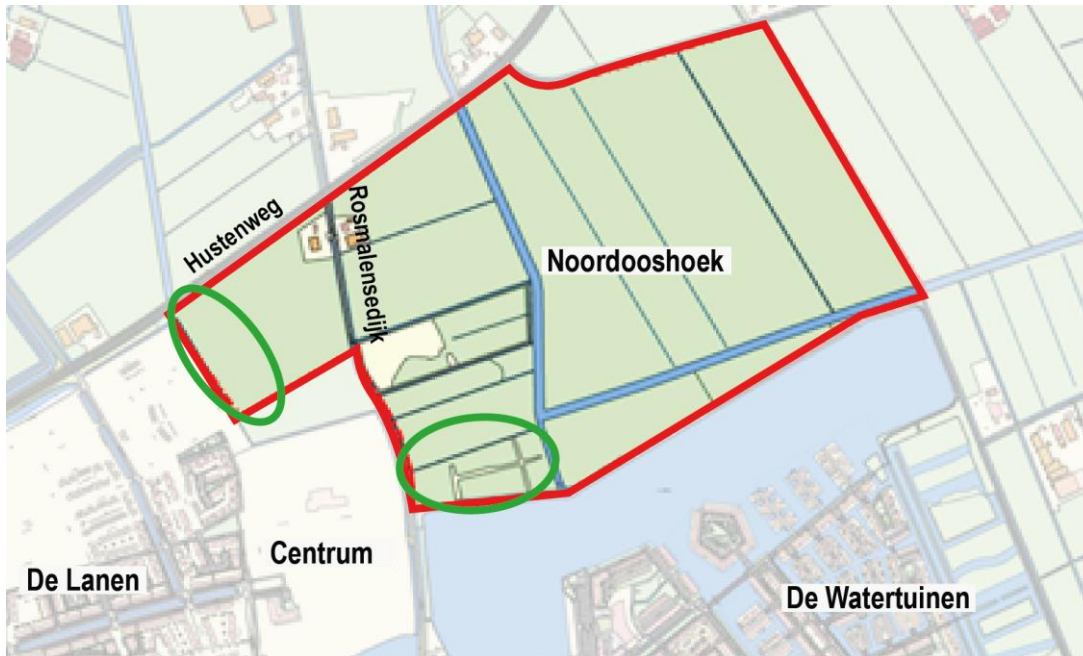 Hustenweg
Rosmalensedijk
Noordooshoek
Centrum
De Lanen
De Watertuinen